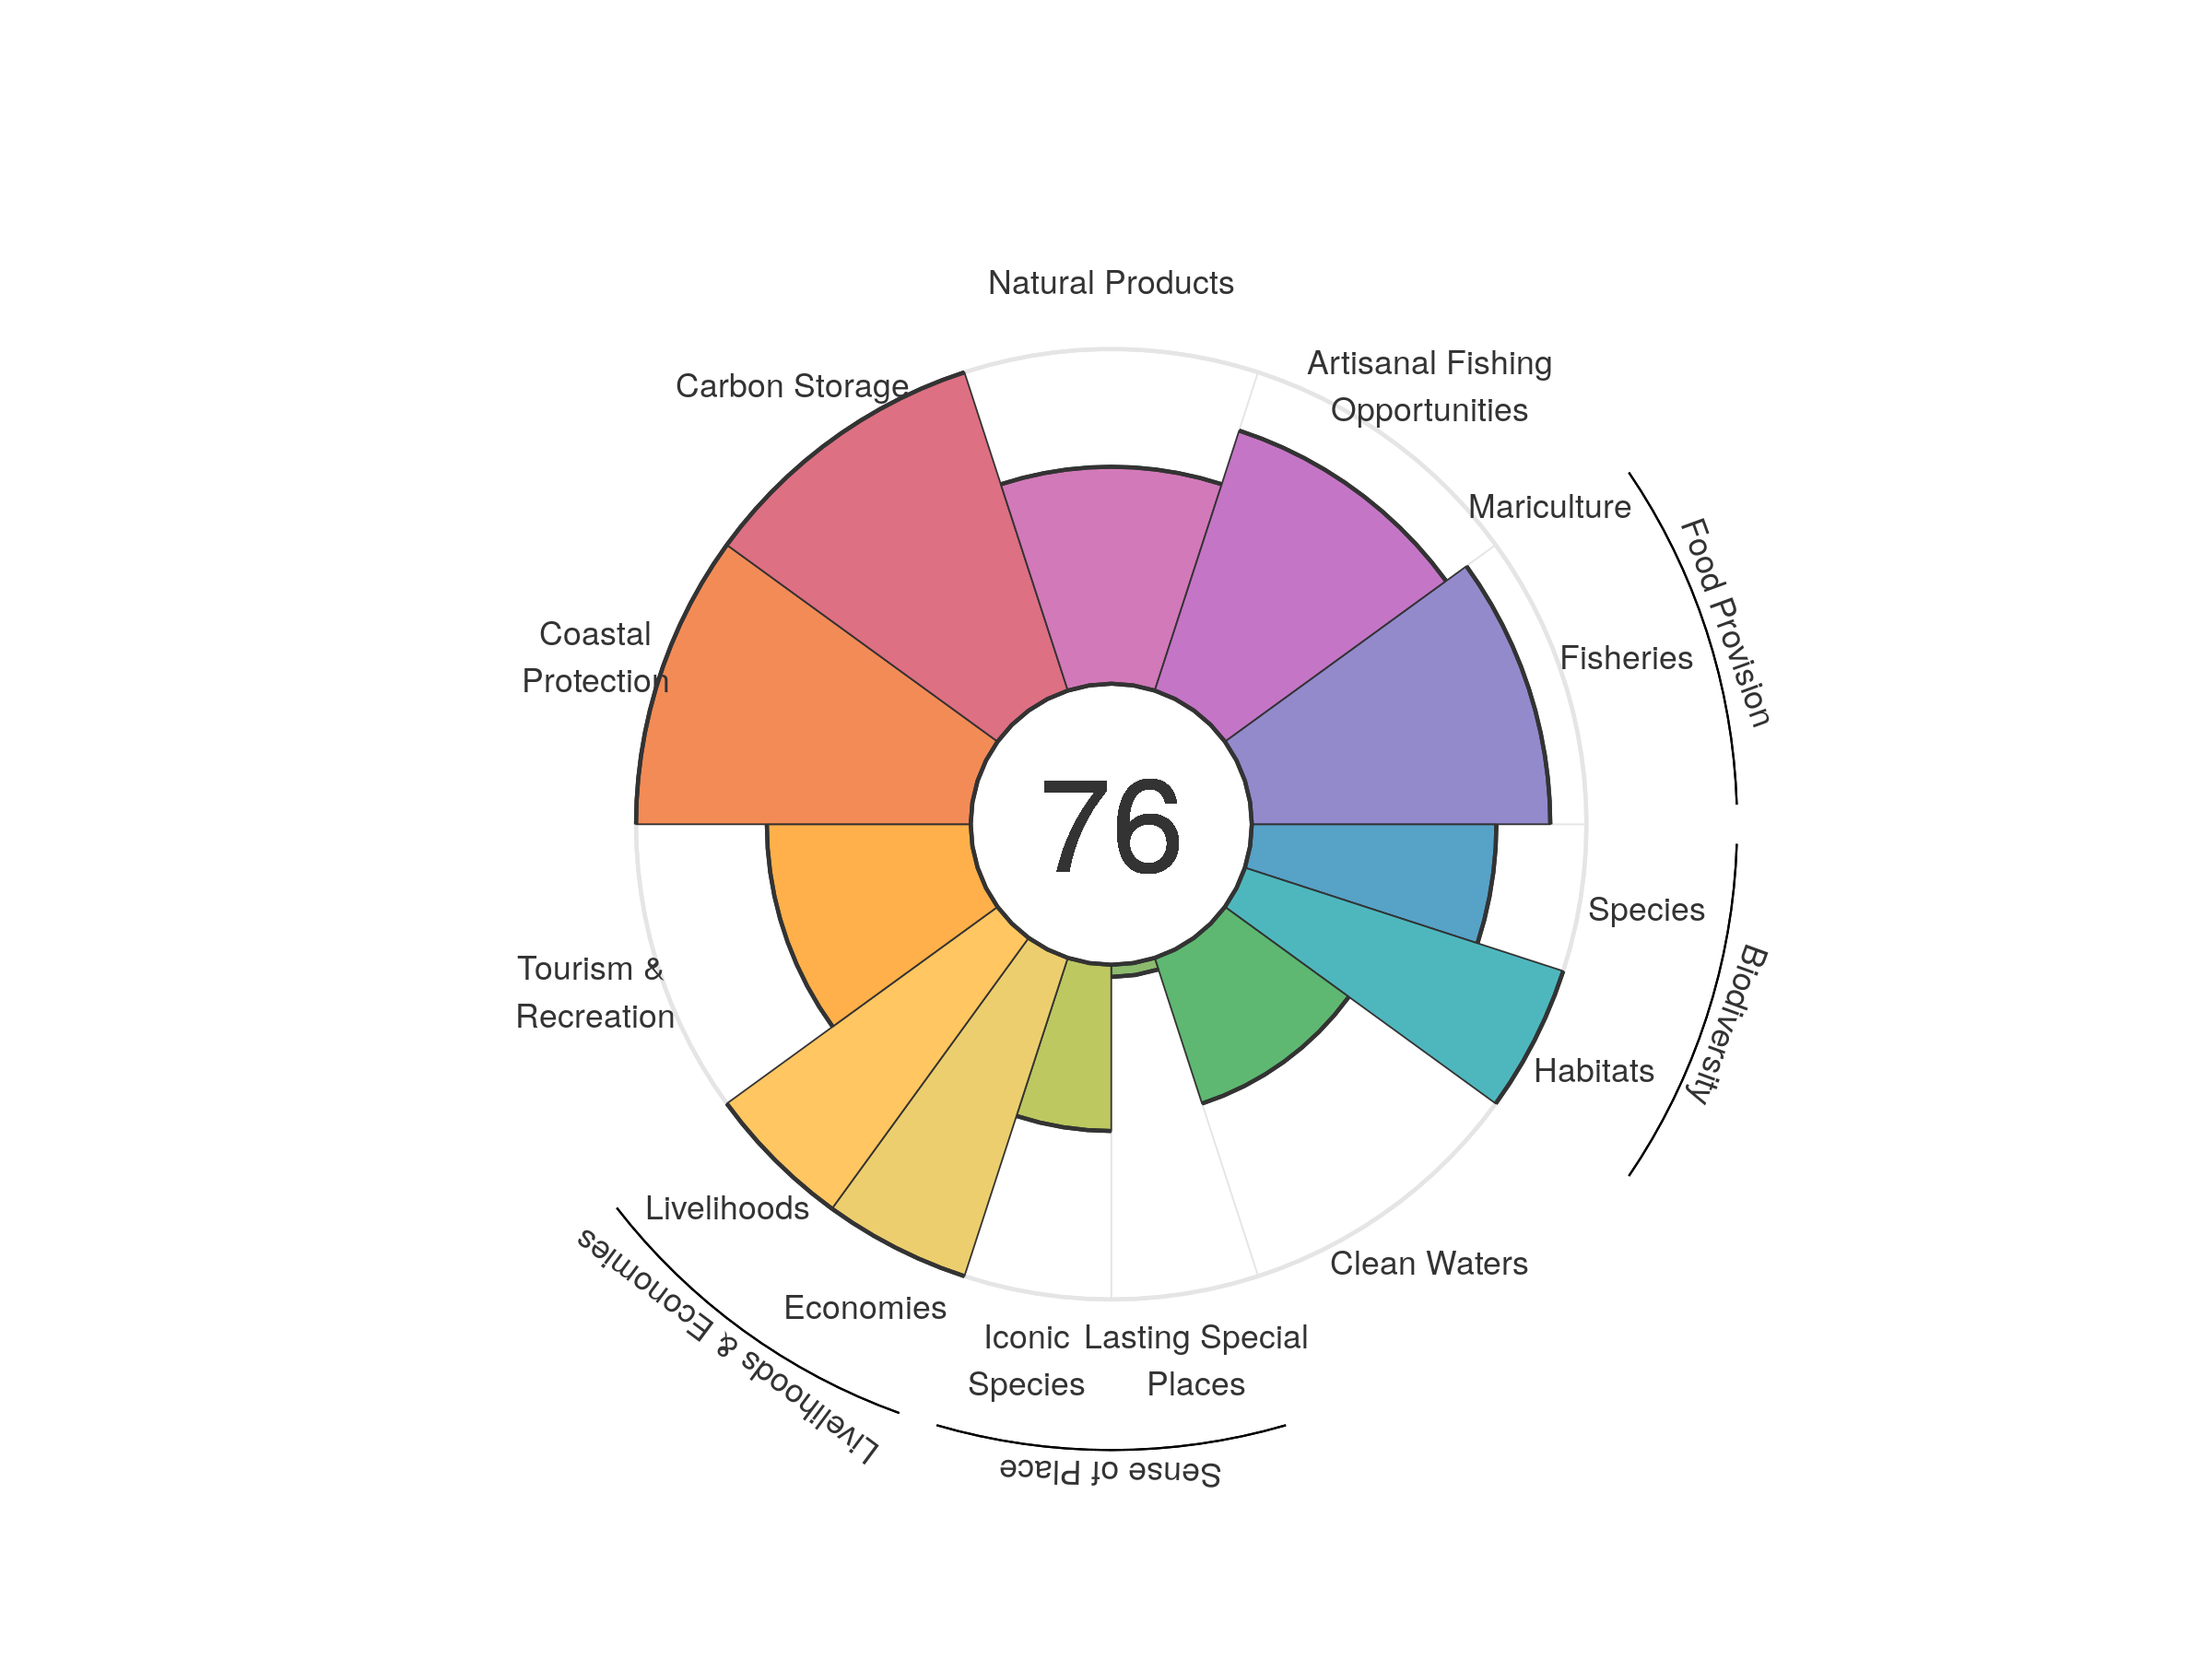 Natural Products
Artisanal Fishing
Opportunities
Carbon Storage
Mariculture
Food Provision
Coastal
Protection
Fisheries
76
Species
Biodiversity
Tourism &
Recreation
Habitats
Livelihoods
Clean Waters
Economies
Livelihoods & Economies
Iconic
Species
Lasting Special
Places
Sense of Place